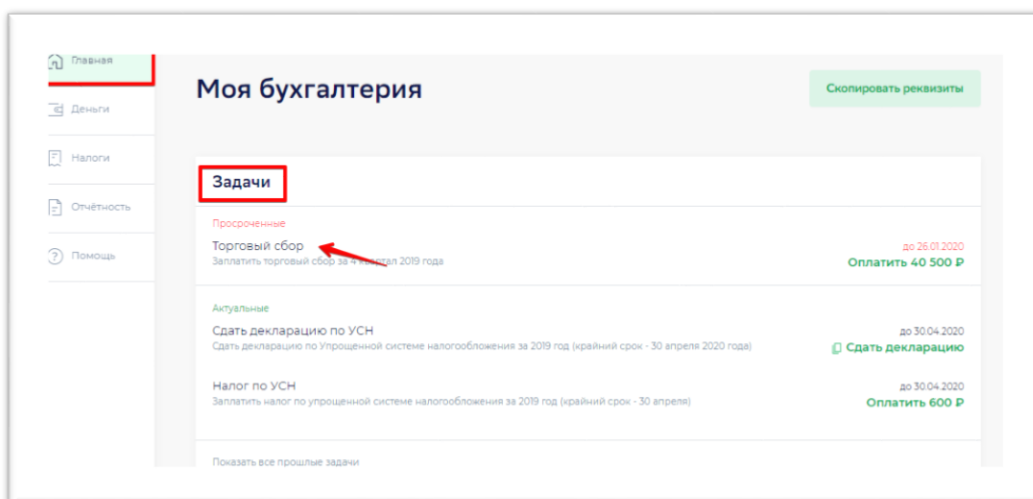 Главная
Моя бухгалтерия
Скопировать реквизиты
Деньги
Налоги
Задачи
Отчётность
Просроченные
Торговый сбор
до 26.01.2020
Помощь
Заплатить торговый сбор за 4 квартал 2019 года
Оплатить 40 500 ₽
Актуальные
Сдать декларацию по УСН
до 30.04.2020
Сдать декларацию по Упрощенной системе налогообложения за 2019 год (крайний срок - 30 апреля 2020 года)
Сдать декларацию
Налог по УСН
до 30.04.2020
Заплатить налог по упрощенной системе налогообложения за 2019 год (крайний срок - 30 апреля)
Оплатить 600 ₽
Показать все прошлые задачи